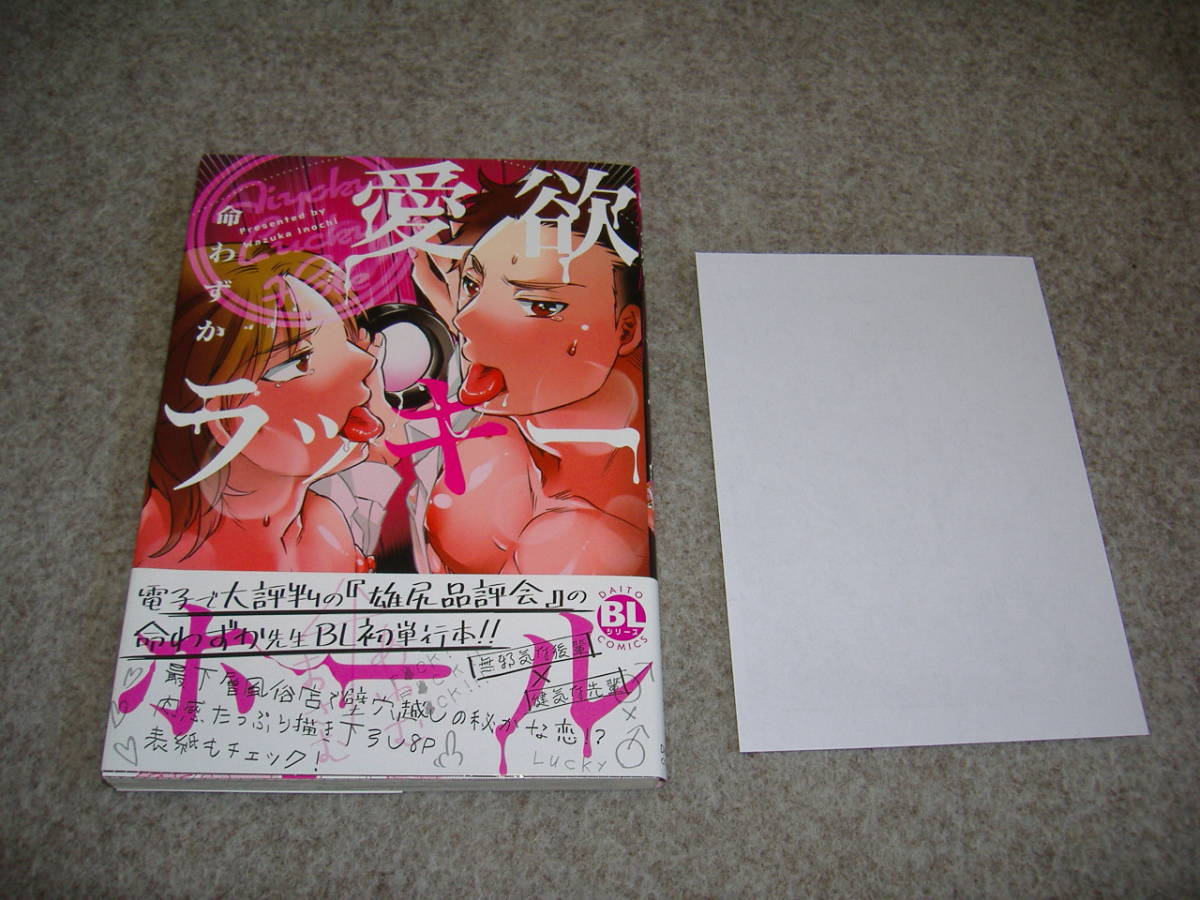 愛欲
ラッキー
ホール
命わずか
Presented by
Wazuka Inochi
Aiyoku
Lucky
Hole
電子で大評判の『雄尻品評会』の
命わずか先生BL初単行本!!
無邪気な後輩
×
健気な先輩
最下層風俗店で壁穴越しの秘かな恋?
内容たっぷり描き下ろし8P
表紙もチェック!
LUCKY
DAITO
BL
シリーズ
COMICS